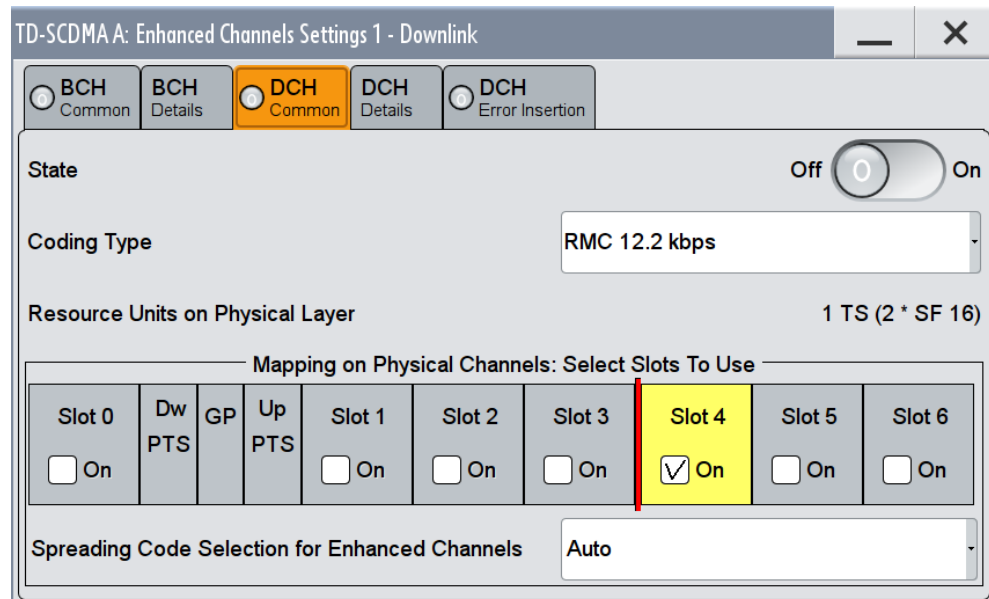 TD-SCDMA A: Enhanced Channels Settings 1 - Downlink
BCH Common
BCH Details
DCH Common
DCH Details
DCH Error Insertion
State Off 0 On
Coding Type RMC 12.2 kbps
Resource Units on Physical Layer 1 TS (2 * SF 16)
Mapping on Physical Channels: Select Slots To Use
Slot 0 Dw PTS GP Up PTS Slot 1 Slot 2 Slot 3 Slot 4 Slot 5 Slot 6
On On On On On On On
Spreading Code Selection for Enhanced Channels Auto